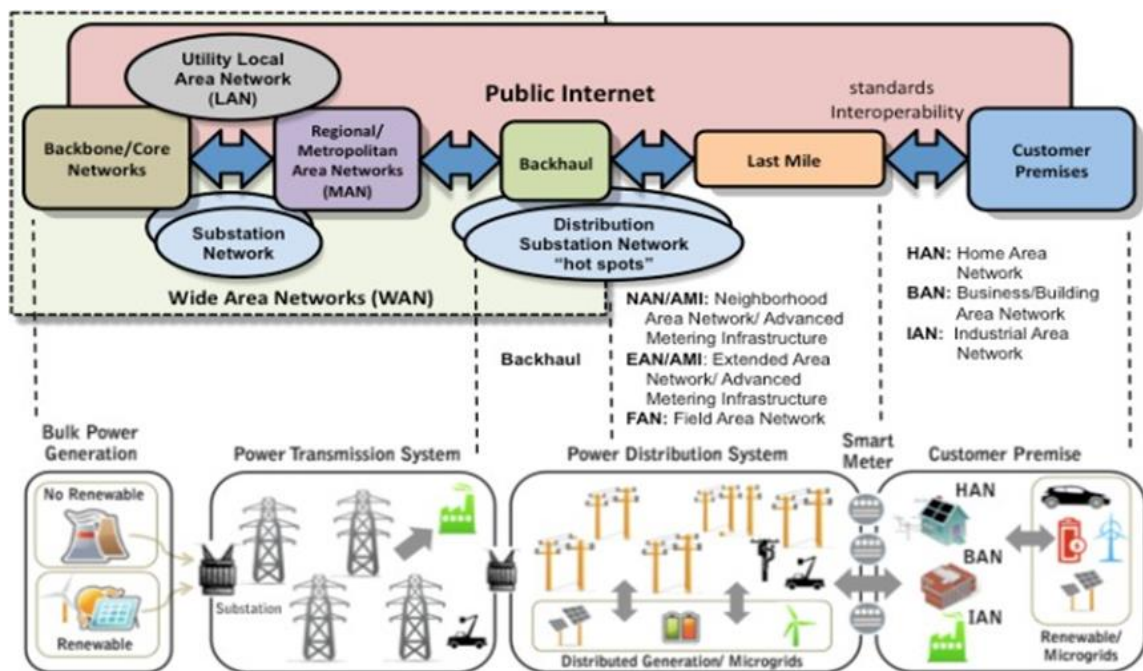 Utility Local
Area Network
(LAN)
Public Internet
standards
Interoperability
Backbone/Core
Networks
Regional/
Metropolitan
Area Networks
(MAN)
Backhaul
Last Mile
Customer
Premises
Substation
Network
Distribution
Substation Network
“hot spots”
Wide Area Networks (WAN)
Backhaul
NAN/AMI: Neighborhood
Area Network/ Advanced
Metering Infrastructure
EAN/AMI: Extended Area
Network/ Advanced
Metering Infrastructure
FAN: Field Area Network
HAN: Home Area
Network
BAN: Business/Building
Area Network
IAN: Industrial Area
Network
Bulk Power
Generation
Power Transmission System
Power Distribution System
Smart
Meter
Customer Premise
No Renewable
Renewable
Substation
Distributed Generation/ Microgrids
HAN
BAN
IAN
Renewable/
Microgrids